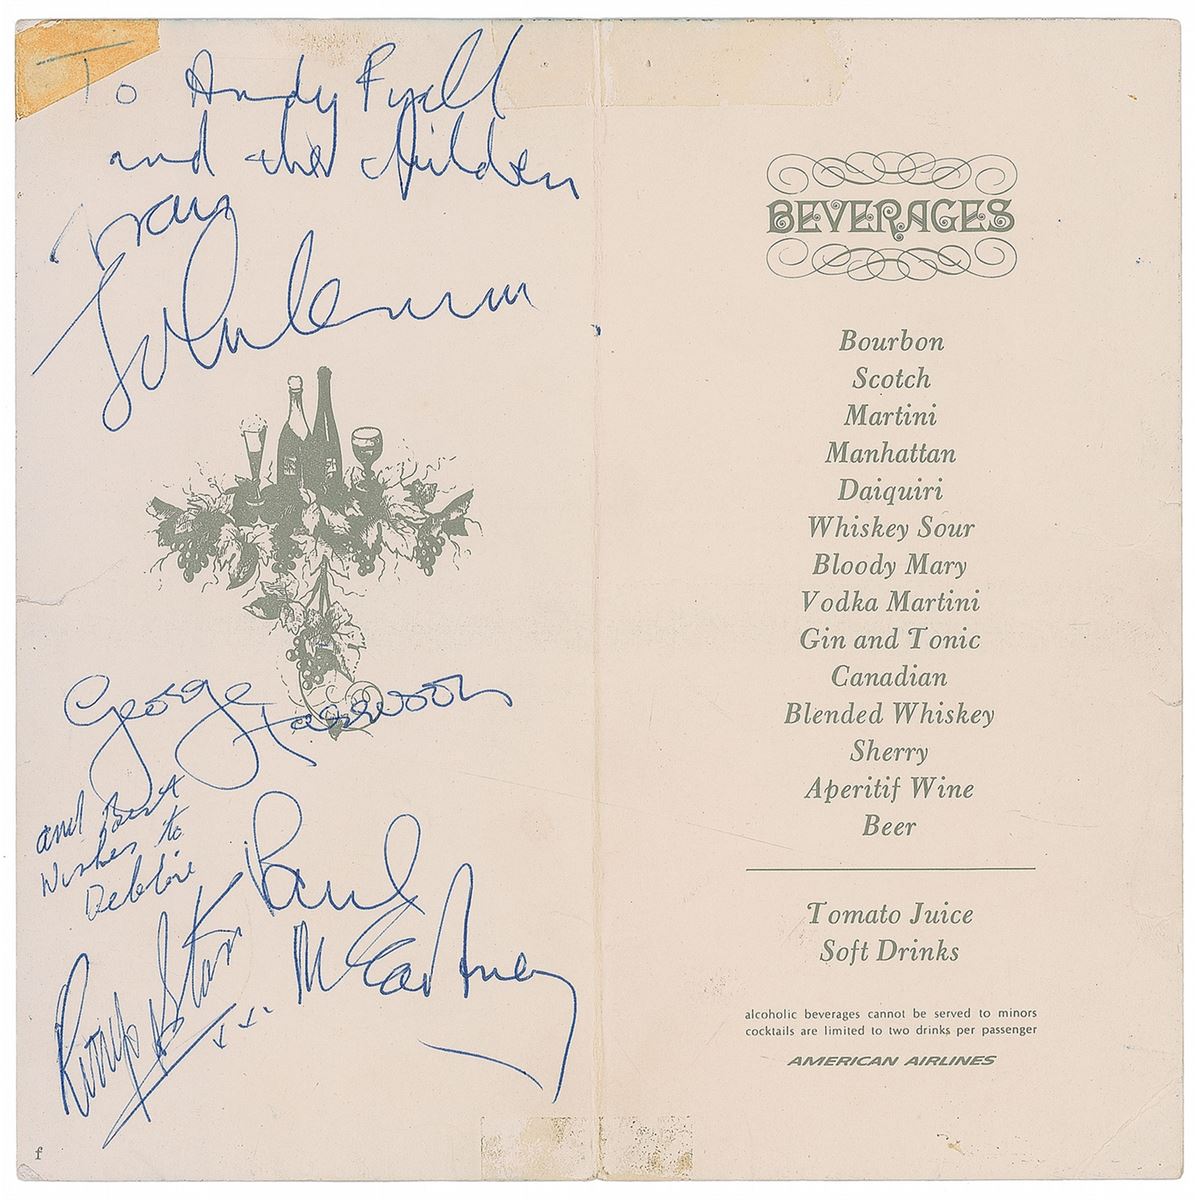 To Andy
and the children
from
John Lennon
George Harrison
and Best
Wishes to
Debbie
Paul
McCartney
Ringo Starr
f
BEVERAGES
Bourbon
Scotch
Martini
Manhattan
Daiquiri
Whiskey Sour
Bloody Mary
Vodka Martini
Gin and Tonic
Canadian
Blended Whiskey
Sherry
Aperitif Wine
Beer
Tomato Juice
Soft Drinks
alcoholic beverages cannot be served to minors
cocktails are limited to two drinks per passenger
AMERICAN AIRLINES